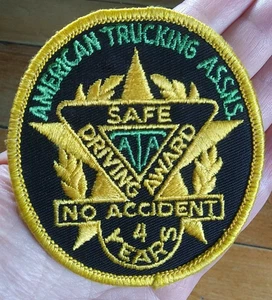 AMERICAN TRUCKING ASSNS.
SAFE
DRIVING AWARD
ATA
NO ACCIDENT
4
YEARS